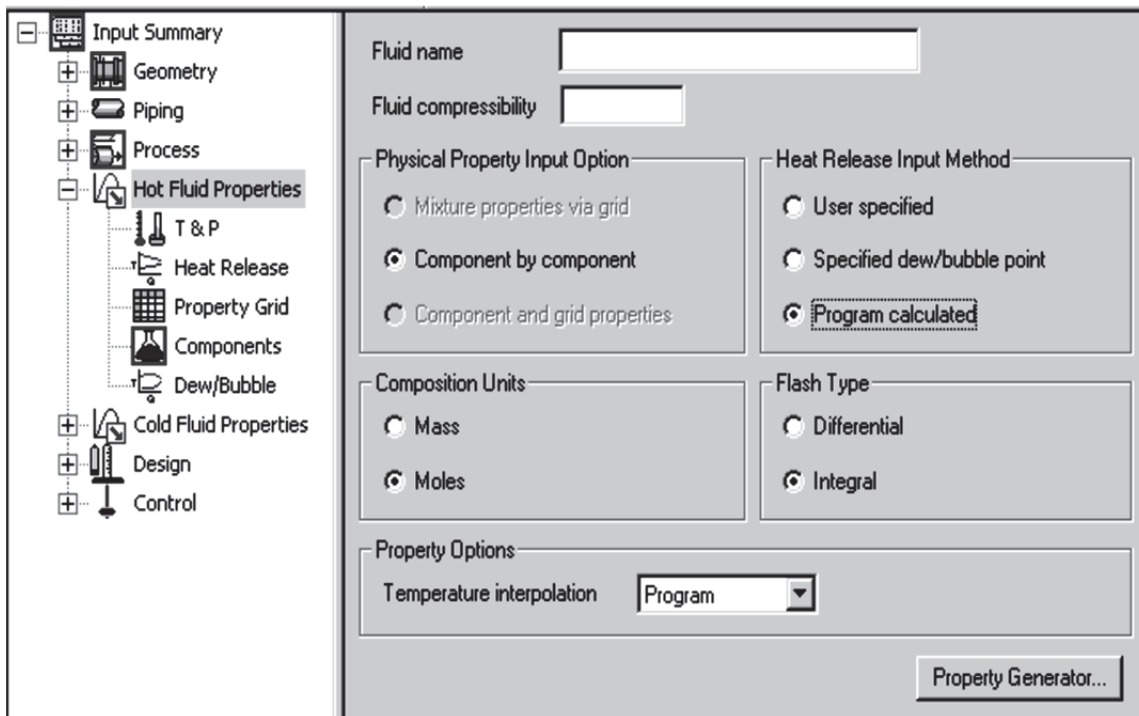 Input Summary
Geometry
Piping
Process
Hot Fluid Properties
T & P
Heat Release
Property Grid
Components
Dew/Bubble
Cold Fluid Properties
Design
Control
Fluid name
Fluid compressibility
Physical Property Input Option
Mixture properties via grid
Component by component
Component and grid properties
Heat Release Input Method
User specified
Specified dew/bubble point
Program calculated
Composition Units
Mass
Moles
Flash Type
Differential
Integral
Property Options
Temperature interpolation Program
Property Generator...